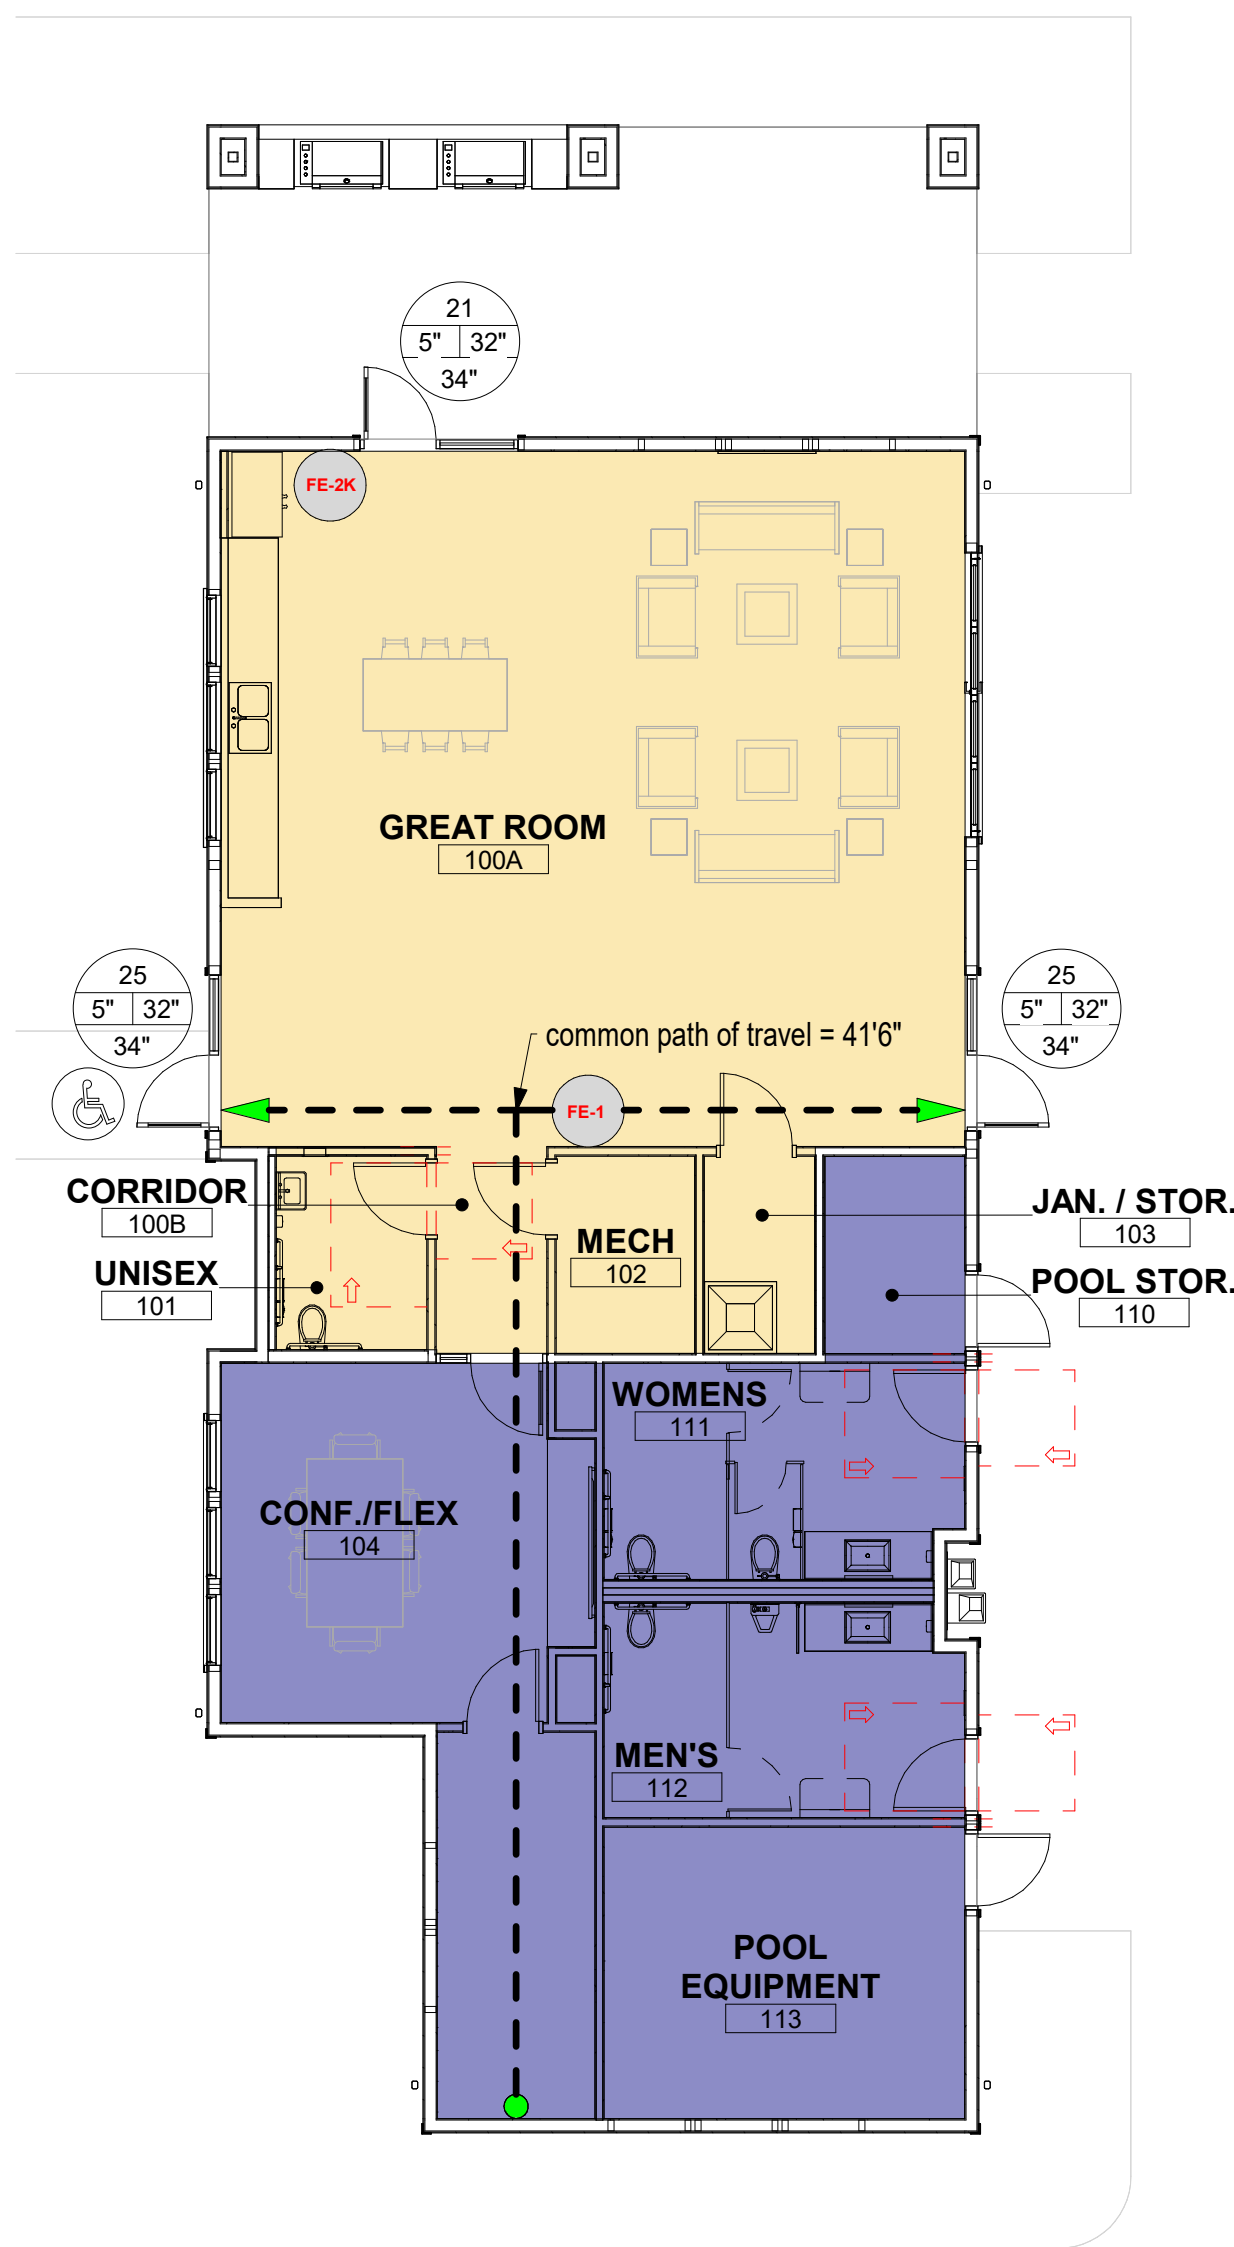 21
5" 32"
34"
FE-2K
GREAT ROOM
100A
25
5" 32"
34"
25
5" 32"
34"
common path of travel = 41'6"
FE-1
CORRIDOR
100B
UNISEX
101
MECH
102
JAN. / STOR.
103
POOL STOR.
110
WOMENS
111
CONF./FLEX
104
MEN'S
112
POOL
EQUIPMENT
113